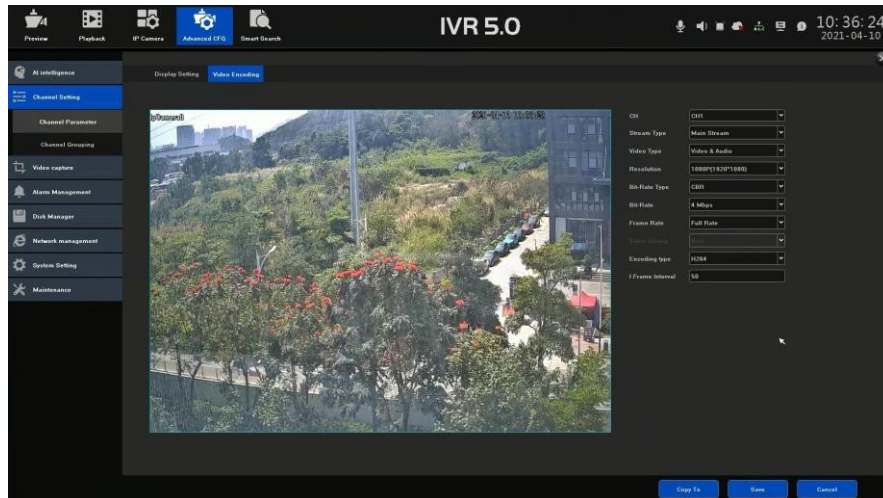 IVR 5.0
10:36:24
2021-04-10
Preview
Playback
IP Camera
Advanced CFG
Smart Search
AI intelligence
Channel Setting
Channel Parameter
Channel Grouping
Video capture
Alarm Management
Disk Manager
Network management
System Setting
Maintenance
Display Setting
Video Encoding
CH
CH1
Stream Type
Main Stream
Video Type
Video & Audio
Resolution
1080P(1920*1080)
Bit-Rate Type
CBR
Bit-Rate
4 Mbps
Frame Rate
Full Rate
Encoding type
H264
I Frame Interval
50
Copy To
Save
Cancel